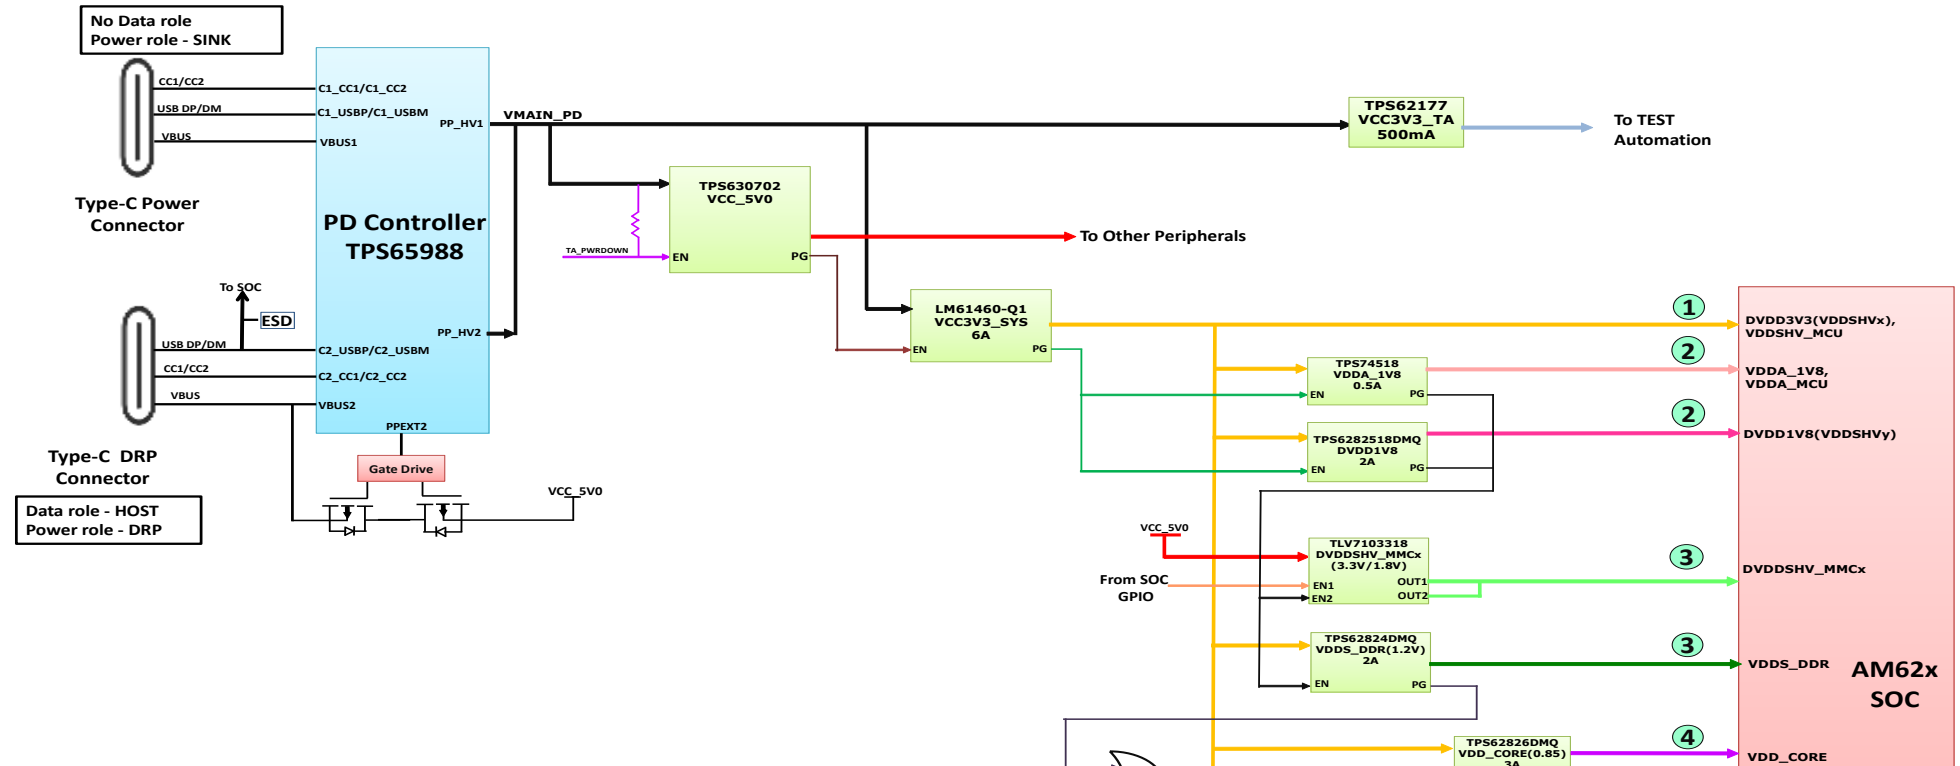 No Data role
Power role - SINK
CC1/CC2
USB DP/DM
VBUS
Type-C Power
Connector
C1_CC1/C1_CC2
C1_USBP/C1_USBM
VBUS1
PP_HV1
PD Controller
TPS65988
PP_HV2
C2_USBP/C2_USBM
C2_CC1/C2_CC2
VBUS2
PPEXT2
To SOC
ESD
USB DP/DM
CC1/CC2
VBUS
Type-C DRP
Connector
Data role - HOST
Power role - DRP
Gate Drive
VCC_5V0
VMAIN_PD
TPS62177
VCC3V3_TA
500mA
To TEST
Automation
TPS630702
VCC_5V0
TA_PWRDOWN
EN
PG
To Other Peripherals
LM61460-Q1
VCC3V3_SYS
6A
EN
PG
1
DVDD3V3(VDDSHVx),
VDDSHV_MCU
TPS74518
VDDA_1V8
0.5A
EN
PG
2
VDDA_1V8,
VDDA_MCU
TPS6282518DMQ
DVDD1V8
2A
EN
PG
2
DVDD1V8(VDDSHVy)
VCC_5V0
From SOC
GPIO
TLV7103318
DVDDSHV_MMCx
(3.3V/1.8V)
EN1
EN2
OUT1
OUT2
3
DVDDSHV_MMCx
TPS62824DMQ
VDDS_DDR(1.2V)
2A
EN
PG
3
VDDS_DDR
AM62x
SOC
TPS62826DMQ
VDD_CORE(0.85)
3A
4
VDD_CORE